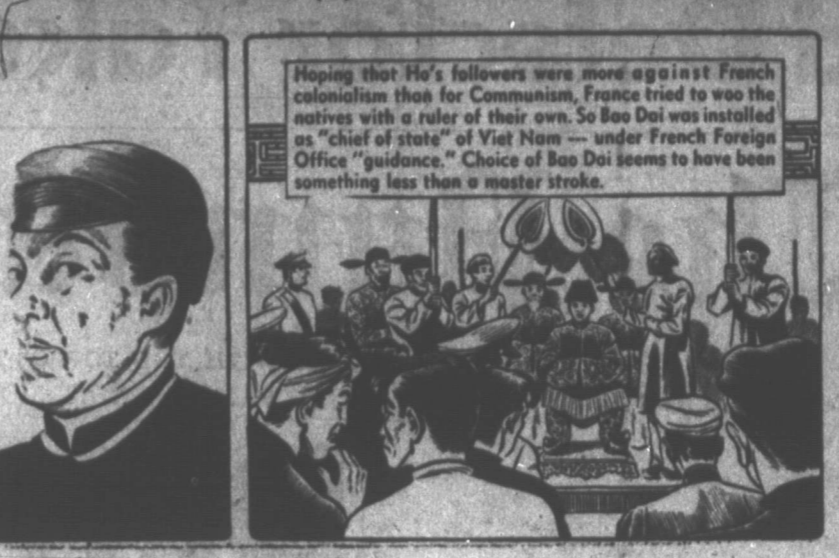 Hoping that Ho's followers were more against French
colonialism than for Communism, France tried to woo the
natives with a ruler of their own. So Bao Dai was installed
as "chief of state" of Viet Nam — under French Foreign
Office "guidance." Choice of Bao Dai seems to have been
something less than a master stroke.